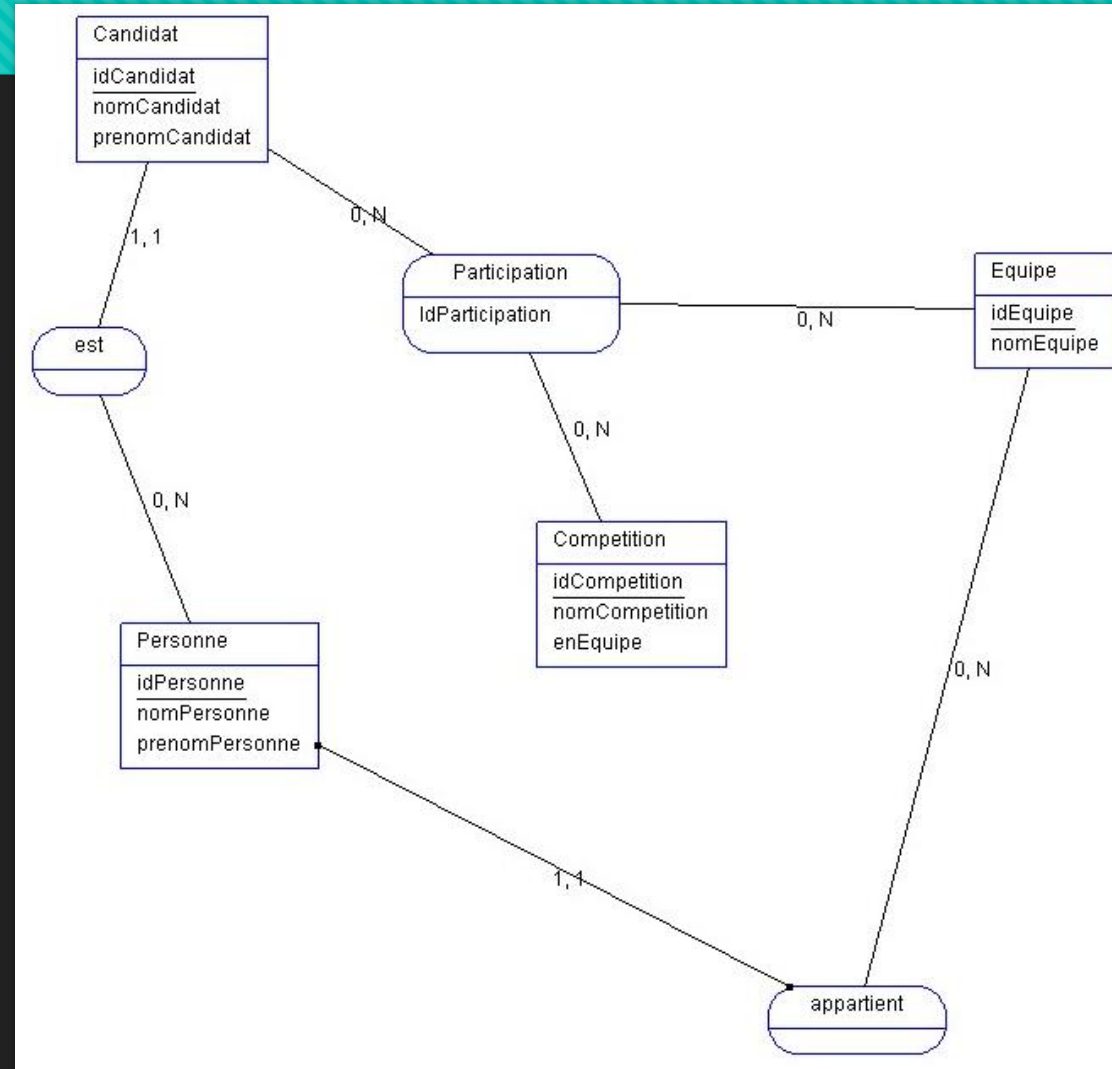 Candidat
idCandidat
nomCandidat
prenomCandidat
0, N
1, 1
Participation
IdParticipation
Equipe
idEquipe
nomEquipe
0, N
est
0, N
0, N
Competition
idCompetition
nomCompetition
enEquipe
Personne
idPersonne
nomPersonne
prenomPersonne
0, N
1, 1
appartient